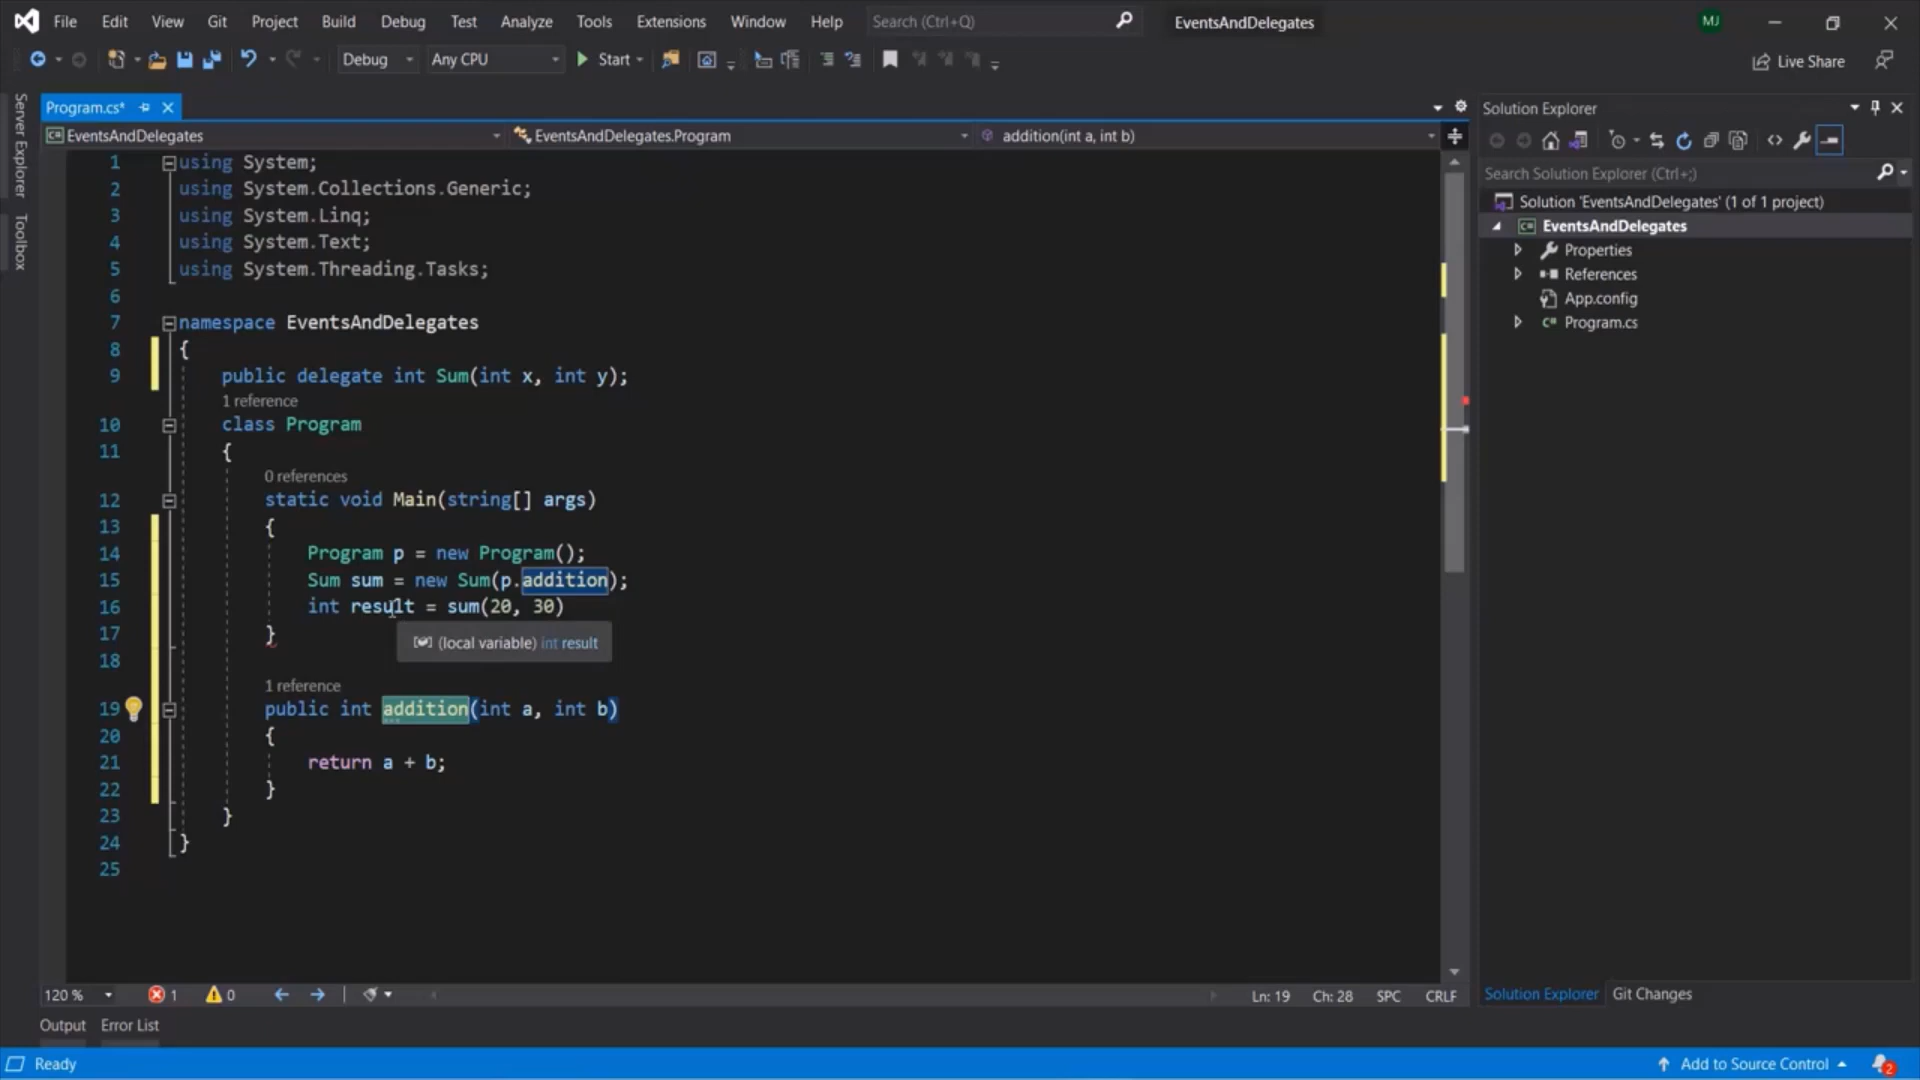 File Edit View Git Project Build Debug Test Analyze Tools Extensions Window Help Search (Ctrl+Q) EventsAndDelegates MJ
Debug Any CPU Start Live Share
Server Explorer
Toolbox
Program.cs*
EventsAndDelegates EventsAndDelegates.Program addition(int a, int b)
1 using System;
2 using System.Collections.Generic;
3 using System.Linq;
4 using System.Text;
5 using System.Threading.Tasks;
6
7 namespace EventsAndDelegates
8 {
9 public delegate int Sum(int x, int y);
1 reference
10 class Program
11 {
0 references
12 static void Main(string[] args)
13 {
14 Program p = new Program();
15 Sum sum = new Sum(p.addition);
16 int result = sum(20, 30)
17 }
(local variable) int result
18
1 reference
19 public int addition(int a, int b)
20 {
21 return a + b;
22 }
23 }
24 }
25
120 % 1 0 Ln: 19 Ch: 28 SPC CRLF
Output Error List
Solution Explorer
Search Solution Explorer (Ctrl+;)
Solution 'EventsAndDelegates' (1 of 1 project)
EventsAndDelegates
Properties
References
App.config
Program.cs
Solution Explorer Git Changes
Ready Add to Source Control 2